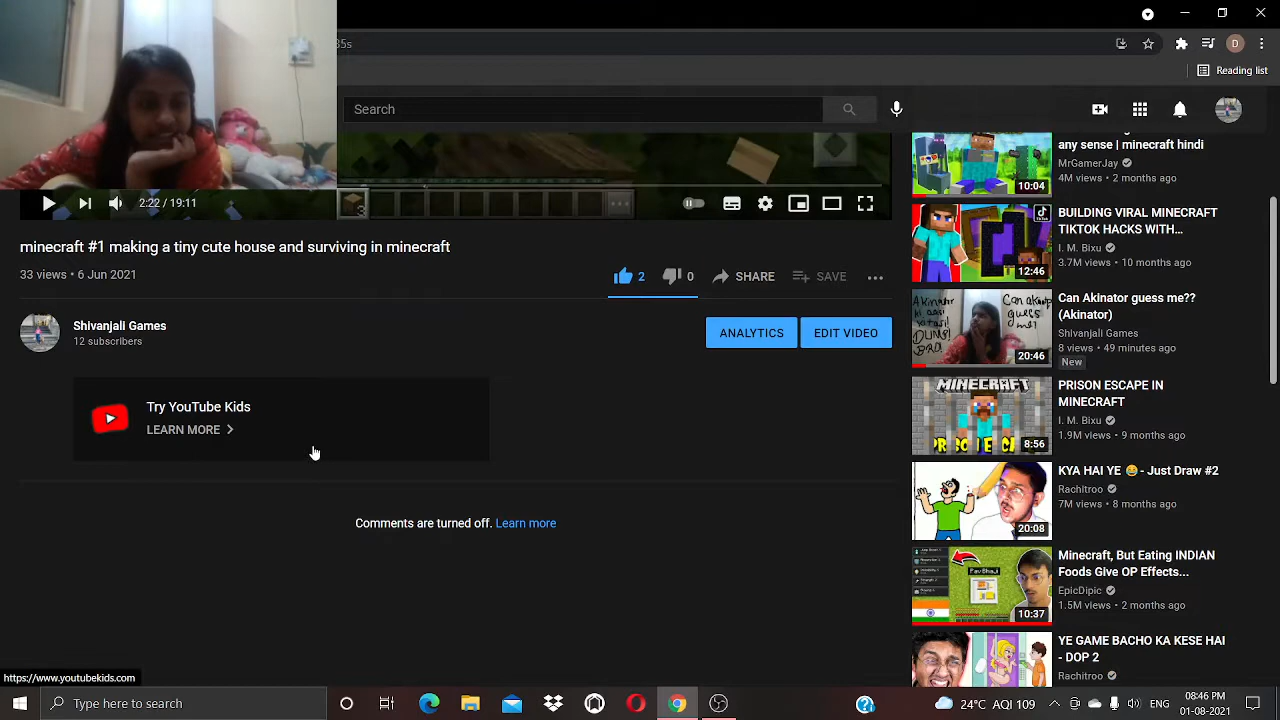 35s
Reading list
Search
2:22 / 19:11
minecraft #1 making a tiny cute house and surviving in minecraft
33 views • 6 Jun 2021
2
0
SHARE
SAVE
Shivanjali Games
12 subscribers
ANALYTICS
EDIT VIDEO
Try YouTube Kids
LEARN MORE
Comments are turned off. Learn more
any sense | minecraft hindi
MrGamerJay
4M views • 2 months ago
10:04
BUILDING VIRAL MINECRAFT
TIKTOK HACKS WITH...
I. M. Bixu
3.7M views • 10 months ago
12:46
Can Akinator guess me??
(Akinator)
Shivanjali Games
8 views • 49 minutes ago
New
20:46
PRISON ESCAPE IN
MINECRAFT
I. M. Bixu
1.9M views • 9 months ago
MINECRAFT
8:56
KYA HAI YE 😂 - Just Draw #2
Rachitroo
7M views • 8 months ago
20:08
Minecraft, But Eating INDIAN
Foods Give OP Effects...
EpicEpic
1.5M views • 2 months ago
Pav Bhaji
10:37
YE GAME BACHO KA KESE HAI
- DOP 2
Rachitroo
https://www.youtubekids.com
Type here to search
24°C AQI 109
08:46 PM
01-08-2021